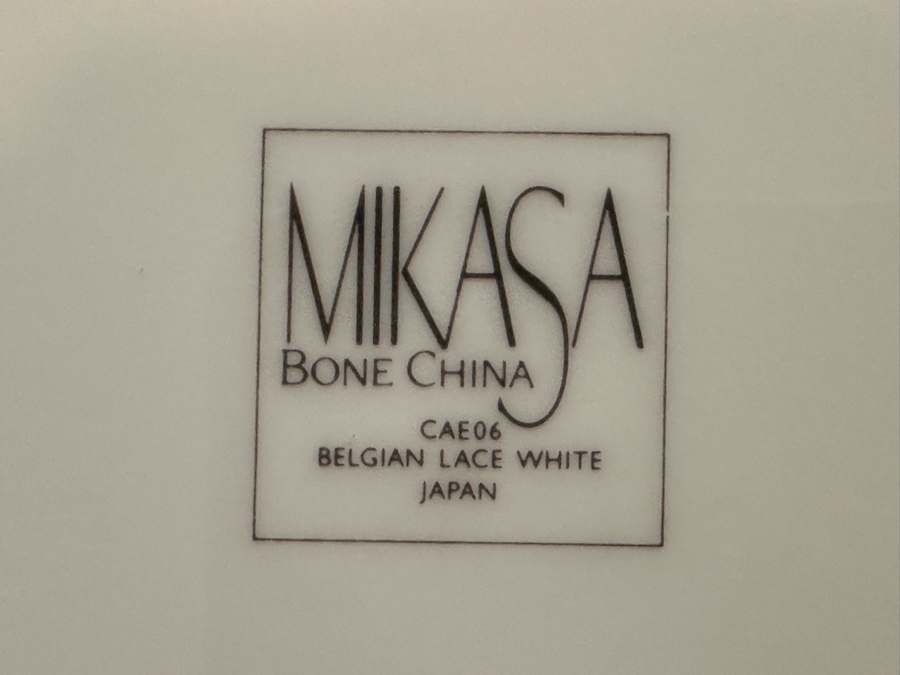 MIKASA
BONE CHINA
CAE06
BELGIAN LACE WHITE
JAPAN